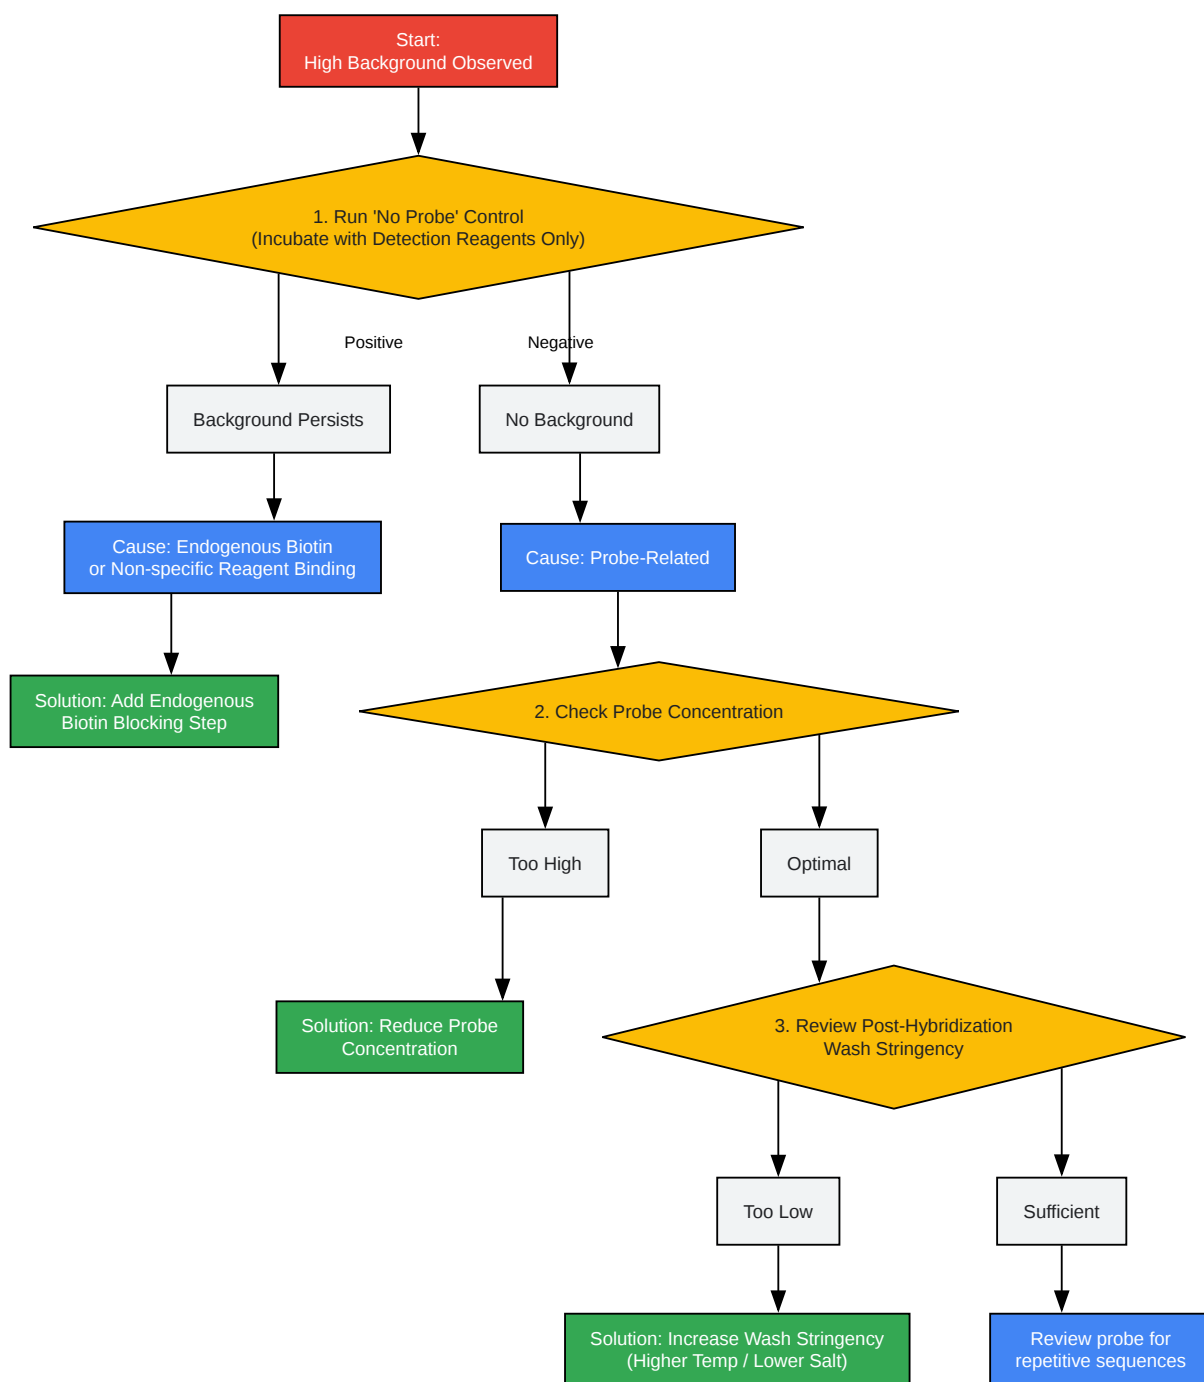 Start:
High Background Observed
1. Run 'No Probe' Control
(Incubate with Detection Reagents Only)
Positive
Negative
Background Persists
No Background
Cause: Endogenous Biotin
or Non-specific Reagent Binding
Cause: Probe-Related
Solution: Add Endogenous
Biotin Blocking Step
2. Check Probe Concentration
Too High
Optimal
Solution: Reduce Probe
Concentration
3. Review Post-Hybridization
Wash Stringency
Too Low
Sufficient
Solution: Increase Wash Stringency
(Higher Temp / Lower Salt)
Review probe for
repetitive sequences